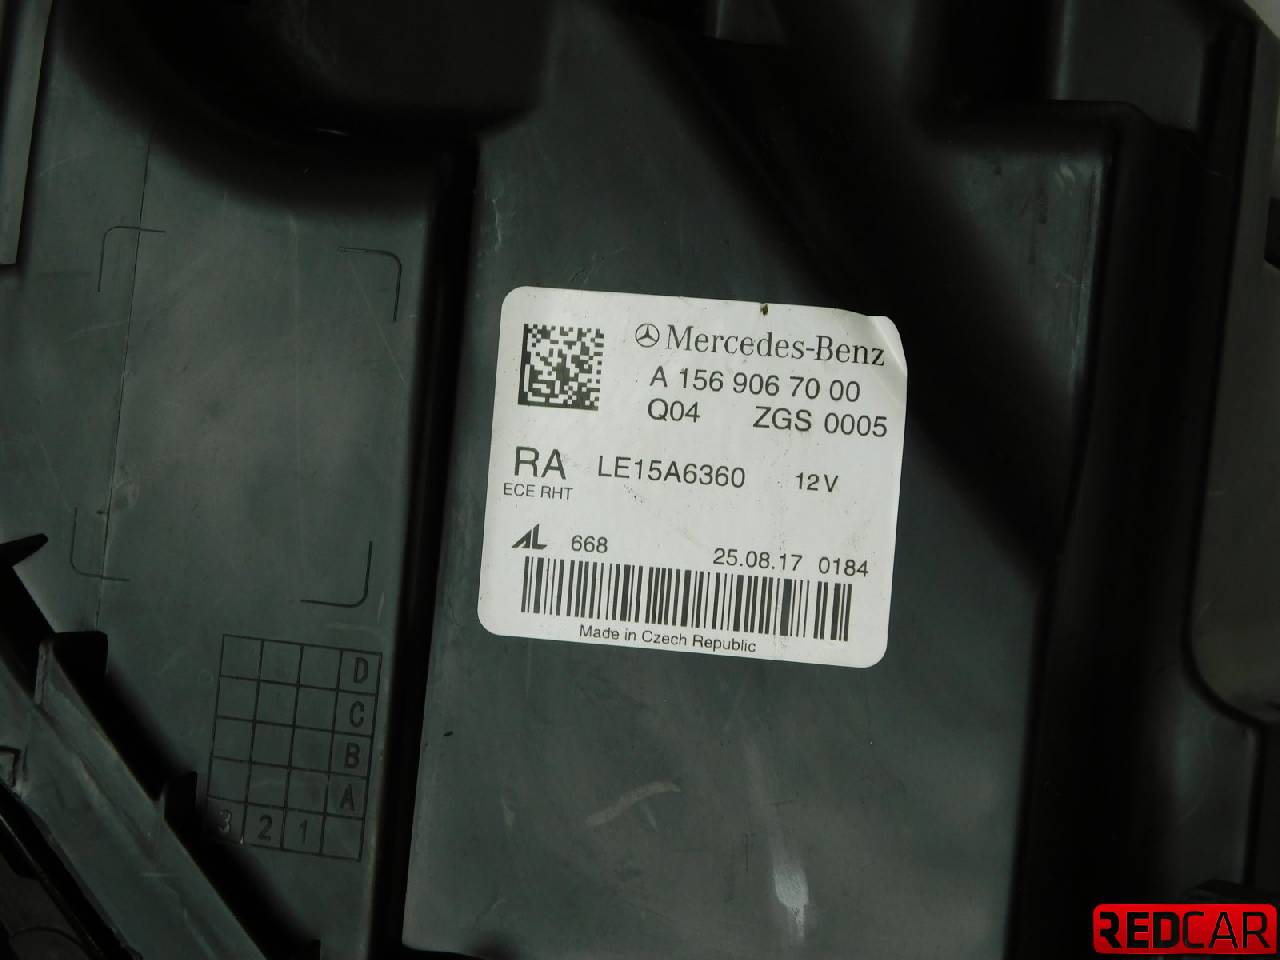 Mercedes-Benz
A 156 906 70 00
Q04 ZGS 0005
RA LE15A6360 12V
ECE RHT
AL 668 25.08.17 0184
Made in Czech Republic
D
C
B
A
3 2 1
REDCAR